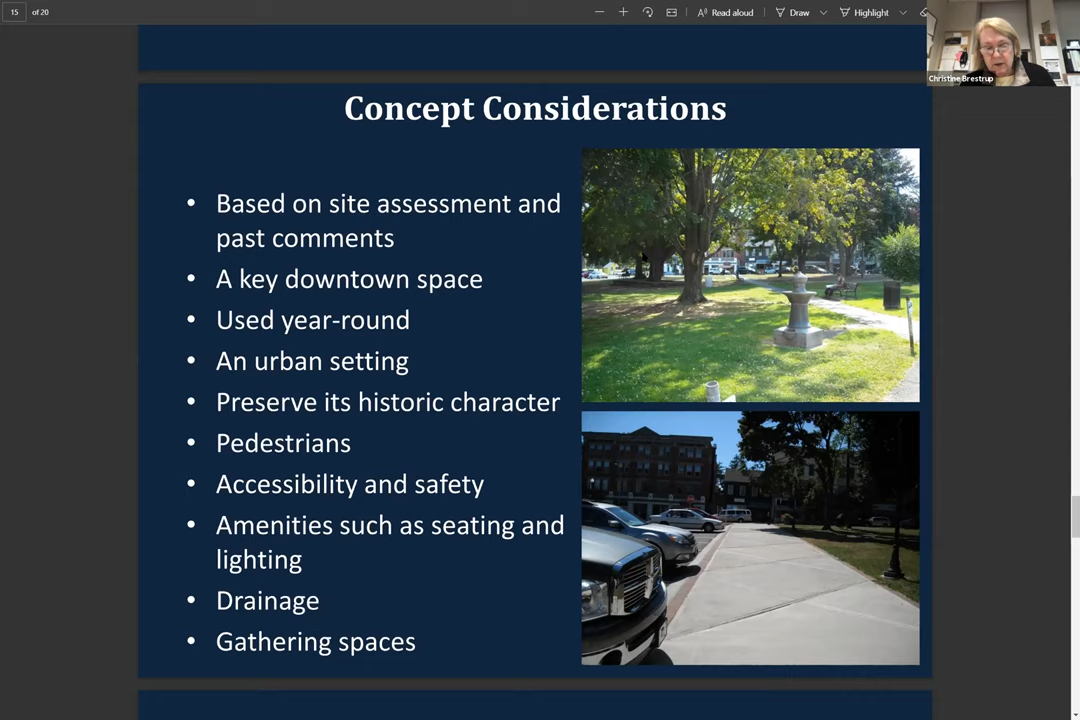 15 of 20
Read aloud
Draw
Highlight
Christine Brestrup
Concept Considerations
• Based on site assessment and
past comments
• A key downtown space
• Used year-round
• An urban setting
• Preserve its historic character
• Pedestrians
• Accessibility and safety
• Amenities such as seating and
lighting
• Drainage
• Gathering spaces